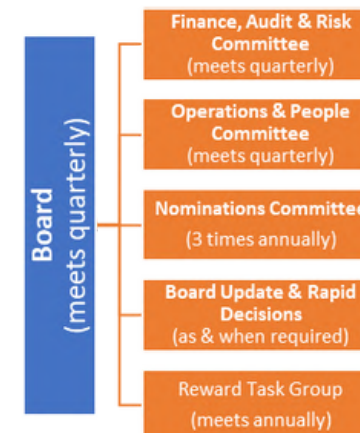 Board
(meets quarterly)
Finance, Audit & Risk
Committee
(meets quarterly)
Operations & People
Committee
(meets quarterly)
Nominations Committee
(3 times annually)
Board Update & Rapid
Decisions
(as & when required)
Reward Task Group
(meets annually)